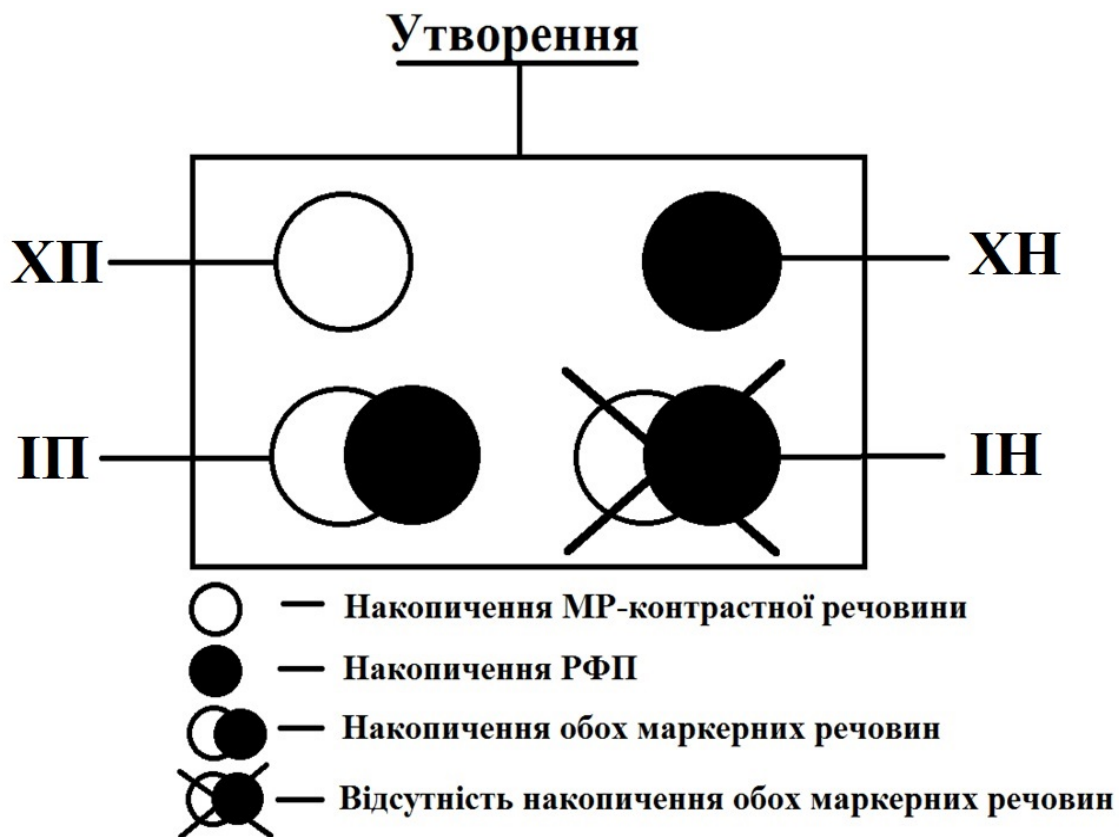 Утворення
ХП
ХН
ІП
ІН
Накопичення МР-контрастної речовини
Накопичення РФП
Накопичення обох маркерних речовин
Відсутність накопичення обох маркерних речовин